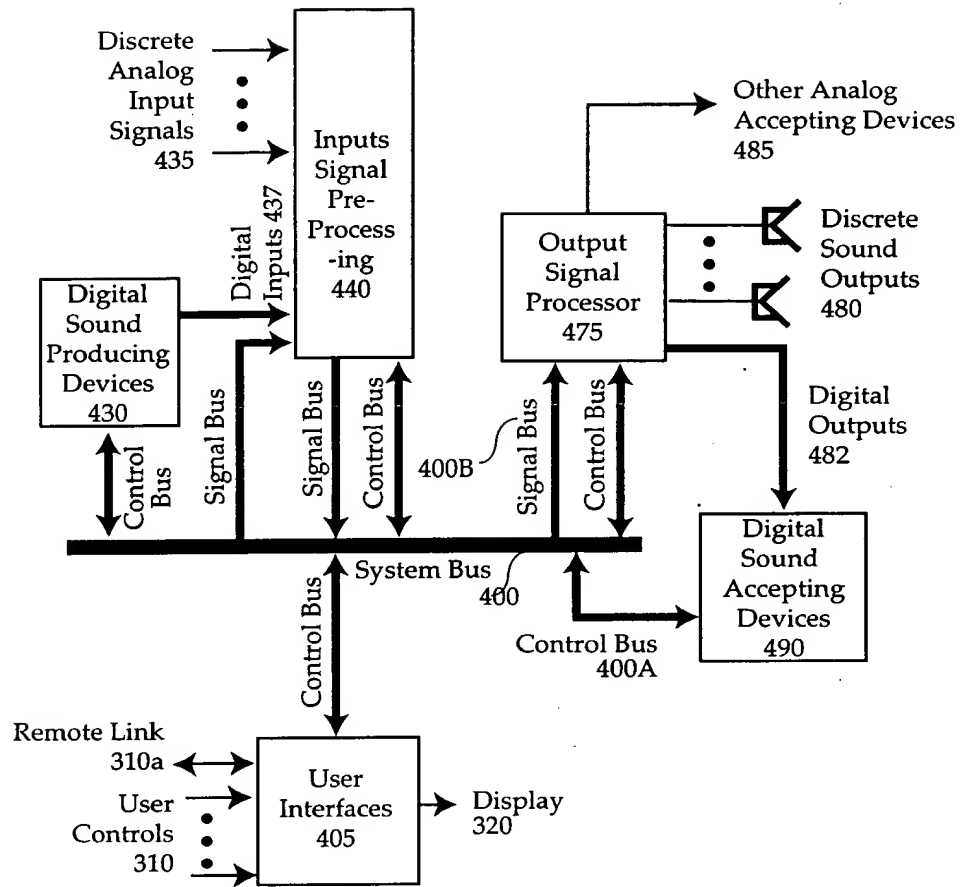 Discrete
Analog
Input
Signals
435
Inputs
Signal
Pre-
Process
-ing
440
Digital
Inputs 437
Digital
Sound
Producing
Devices
430
Control
Bus
Signal Bus
Signal Bus
Control Bus
Other Analog
Accepting Devices
485
Output
Signal
Processor
475
Discrete
Sound
Outputs
480
400B
Signal Bus
Control Bus
Digital
Outputs
482
System Bus
400
Control Bus
Control Bus
400A
Digital
Sound
Accepting
Devices
490
Remote Link
310a
User
Controls
310
User
Interfaces
405
Display
320